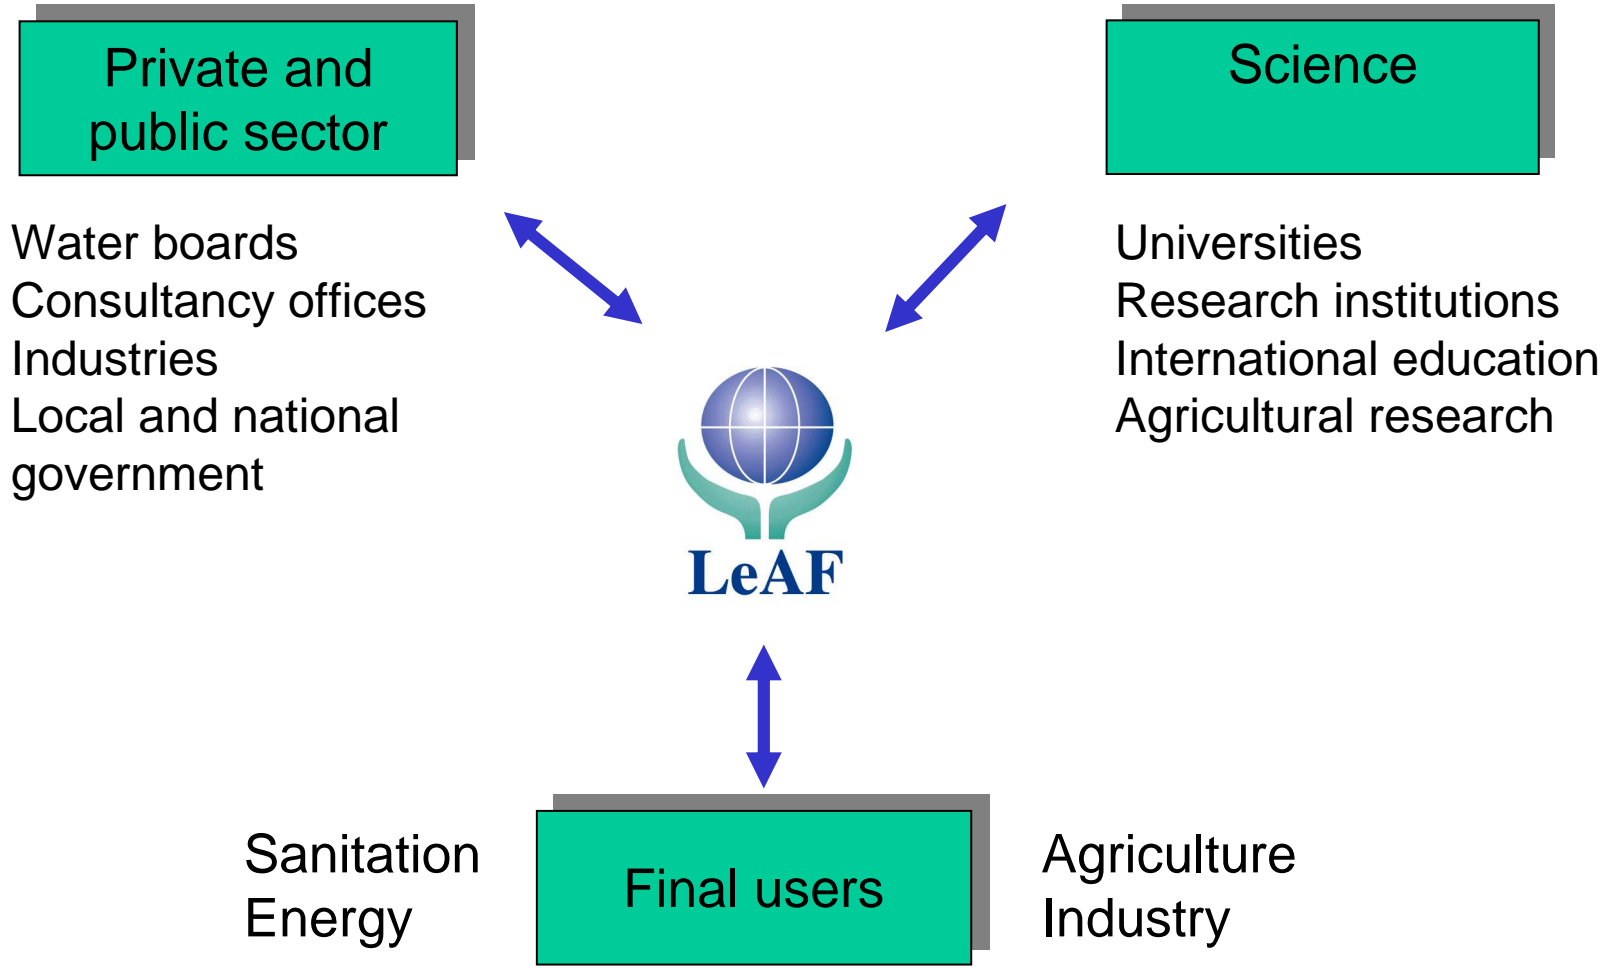 Private and
public sector
Science
Water boards
Consultancy offices
Industries
Local and national
government
Universities
Research institutions
International education
Agricultural research
LeAF
Sanitation
Energy
Final users
Agriculture
Industry